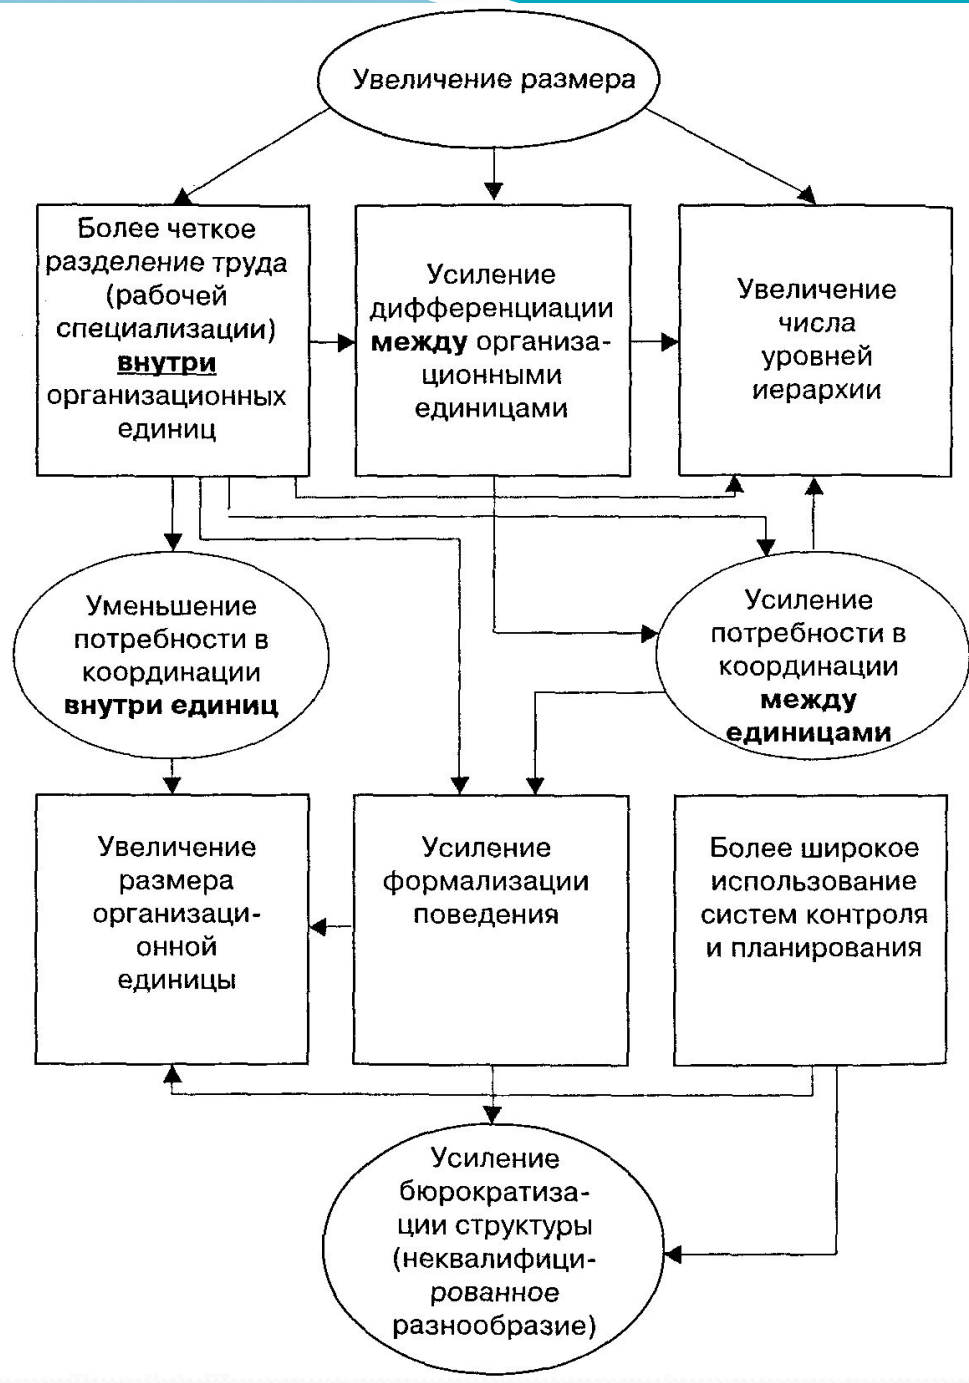 Увеличение размера
Более четкое
разделение труда
(рабочей
специализации)
внутри
организационных
единиц
Усиление
дифференциации
между организа-
ционными
единицами
Увеличение
числа
уровней
иерархии
Уменьшение
потребности в
координации
внутри единиц
Усиление
потребности в
координации
между
единицами
Увеличение
размера
организаци-
онной
единицы
Усиление
формализации
поведения
Более широкое
использование
систем контроля
и планирования
Усиление
бюрократиза-
ции структуры
(неквалифици-
рованное
разнообразие)